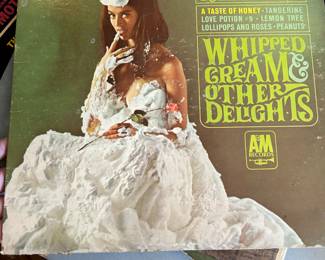 A TASTE OF HONEY • TANGERINE
LOVE POTION #9 • LEMON TREE
LOLLIPOPS AND ROSES • PEANUTS
WHIPPED
CREAM &
OTHER
DELIGHTS
A&M
RECORDS